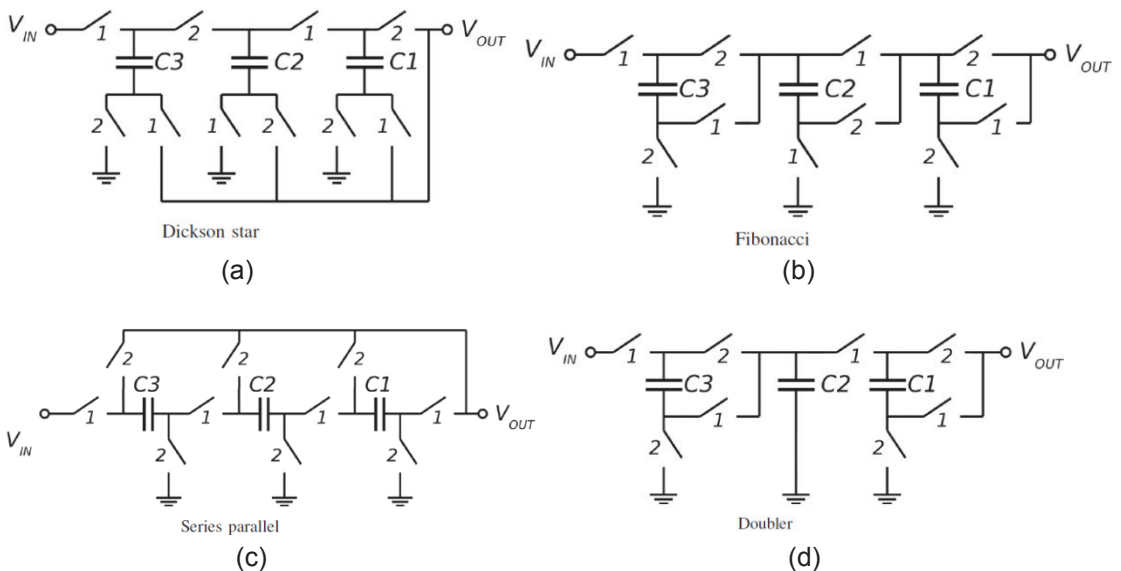 V_IN 1 2 1 2 V_OUT
C3 C2 C1
2 1 1 2 2 1
Dickson star
(a)
V_IN 1 2 1 2 V_OUT
C3 C2 C1
1 2 1
2 1 2
Fibonacci
(b)
2 2 2
C3 C2 C1
V_IN 1 1 1 1 V_OUT
2 2 2
Series parallel
(c)
V_IN 1 2 1 2 V_OUT
C3 C2 C1
1 1
2 2
Doubler
(d)